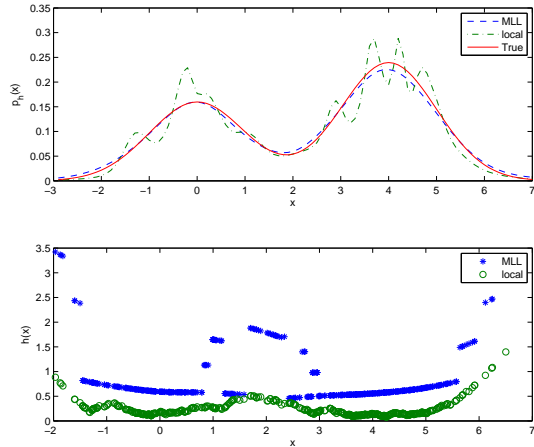 0.35
0.3
0.25
0.2
0.15
0.1
0.05
0
p_h(x)
−3 −2 −1 0 1 2 3 4 5 6 7
x
MLL
local
True
3.5
3
2.5
2
1.5
1
0.5
0
h(x)
−2 −1 0 1 2 3 4 5 6 7
x
MLL
local